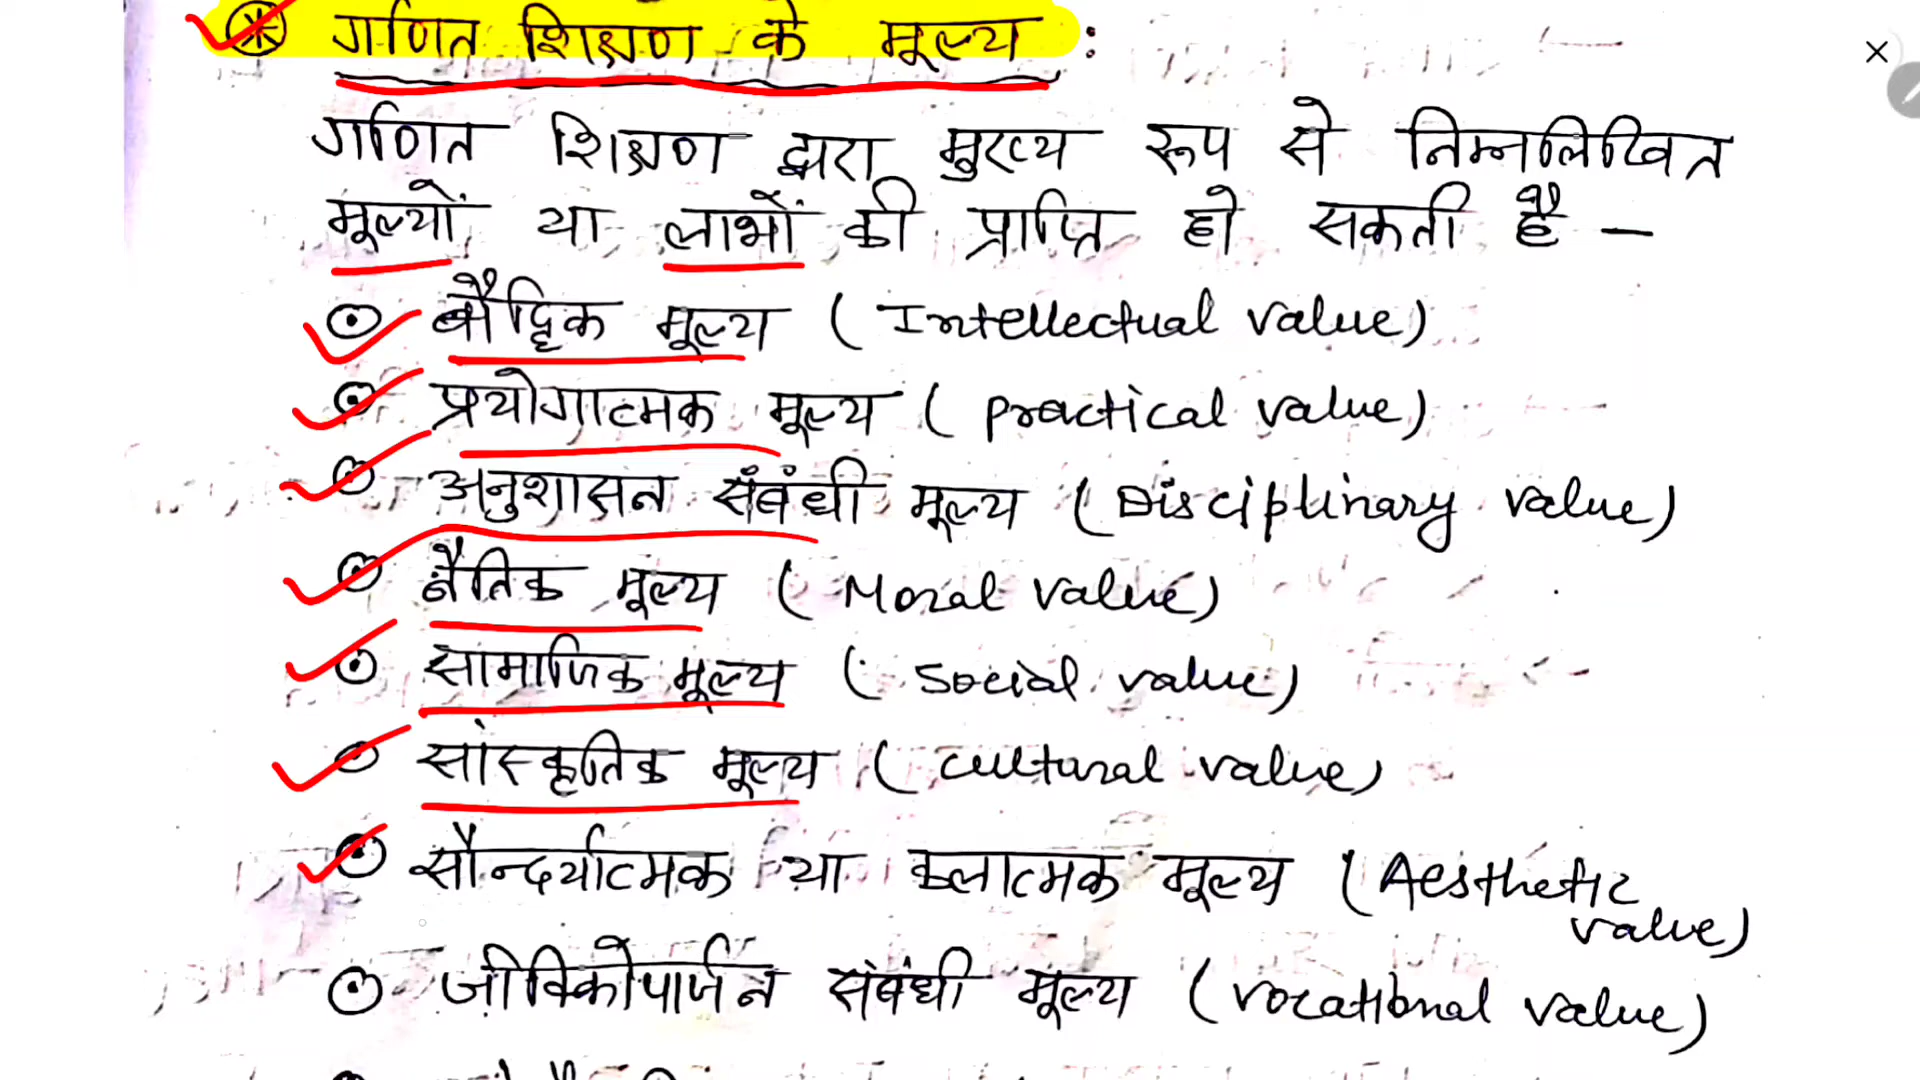 गणित शिक्षण के मूल्य :
गणित शिक्षण द्वारा मुख्य रूप से निम्नलिखित
मूल्यों या लाभों की प्राप्ति हो सकती है –
बौद्धिक मूल्य ( Intellectual value)
प्रयोगात्मक मूल्य ( practical value)
अनुशासन संबंधी मूल्य ( Disciplinary value)
नैतिक मूल्य ( Moral value)
सामाजिक मूल्य ( Social value)
सांस्कृतिक मूल्य ( cultural value)
सौन्दर्यात्मक या कलात्मक मूल्य ( Aesthetic
value)
जीविकोपार्जन संबंधी मूल्य ( vocational value)